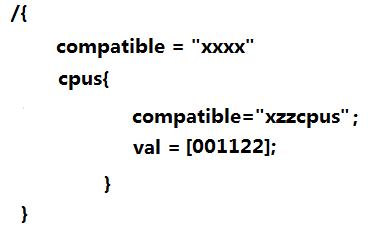 /{
compatible = "xxxx"
cpus{
compatible="xzzcpus";
val = [001122];
}
}